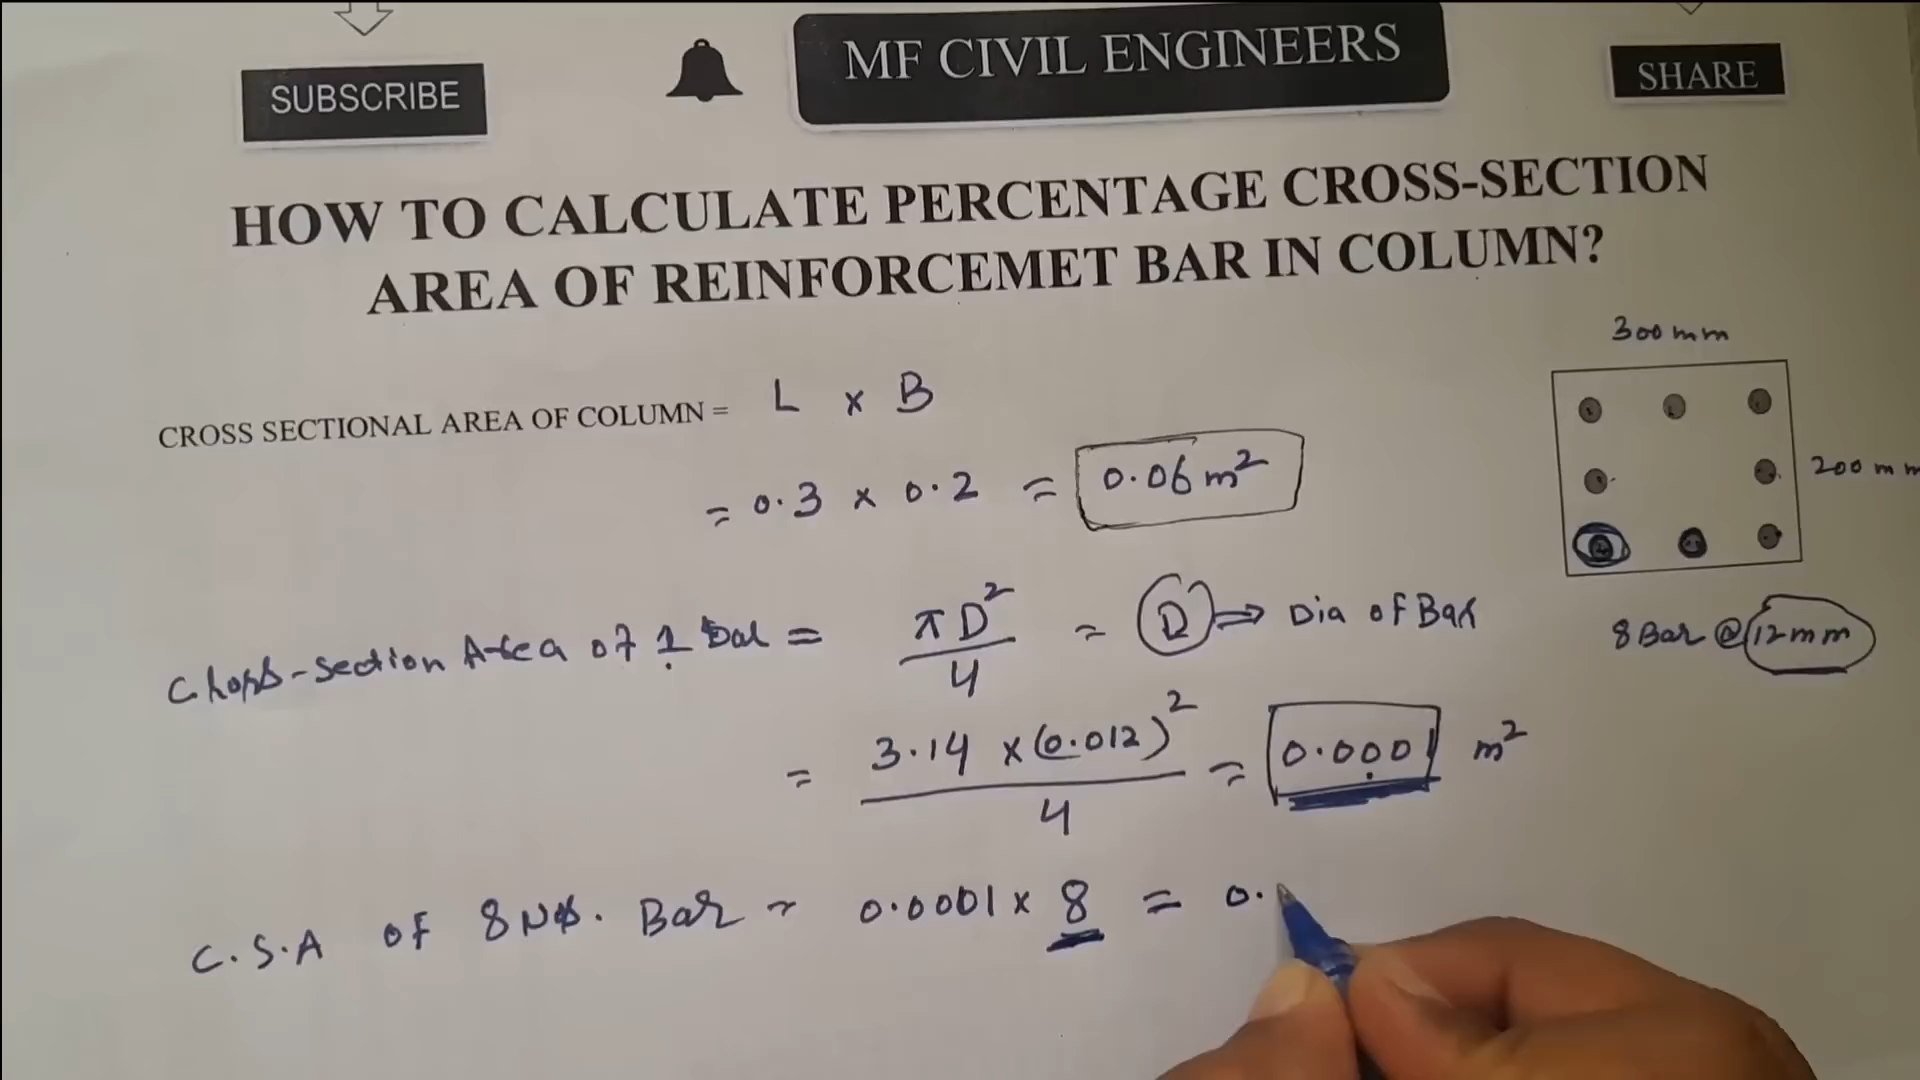 SUBSCRIBE
MF CIVIL ENGINEERS
SHARE
HOW TO CALCULATE PERCENTAGE CROSS-SECTION
AREA OF REINFORCEMET BAR IN COLUMN?
300 mm
CROSS SECTIONAL AREA OF COLUMN = L x B
= 0.3 x 0.2 = 0.06 m²
200 mm
Cross-section Area of 1 Bar = πD²/4 = D ⇒ Dia of Bar
8 Bar @ 12mm
= 3.14 x (0.012)²/4 = 0.0001 m²
C.S.A of 8 Nos. Bar = 0.0001 x 8 = 0.